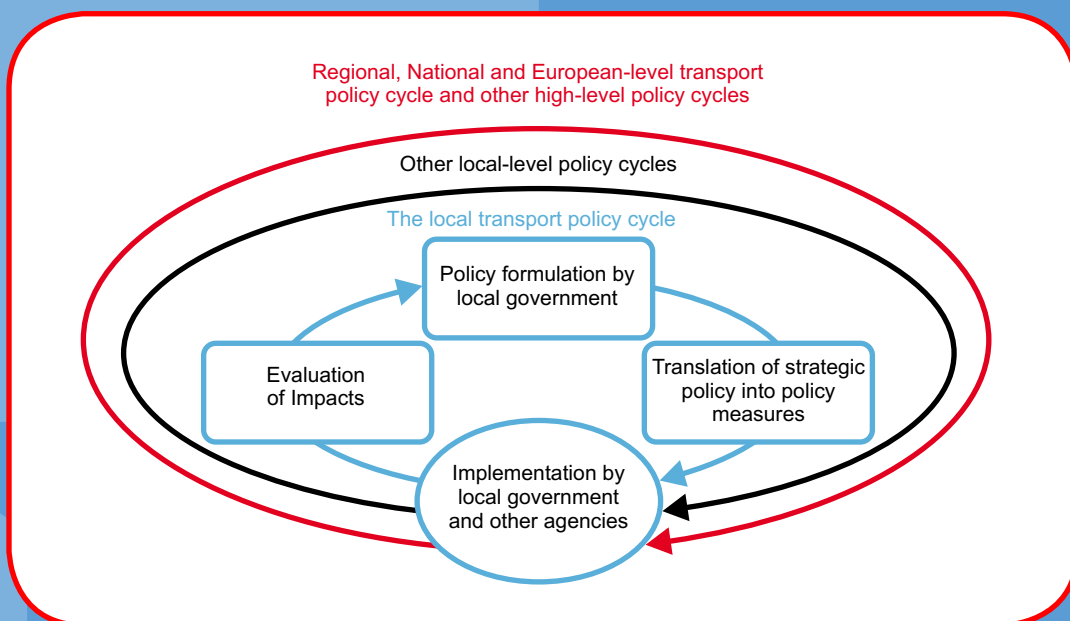 Regional, National and European-level transport
policy cycle and other high-level policy cycles
Other local-level policy cycles
The local transport policy cycle
Policy formulation by
local government
Evaluation
of Impacts
Translation of strategic
policy into policy
measures
Implementation by
local government
and other agencies